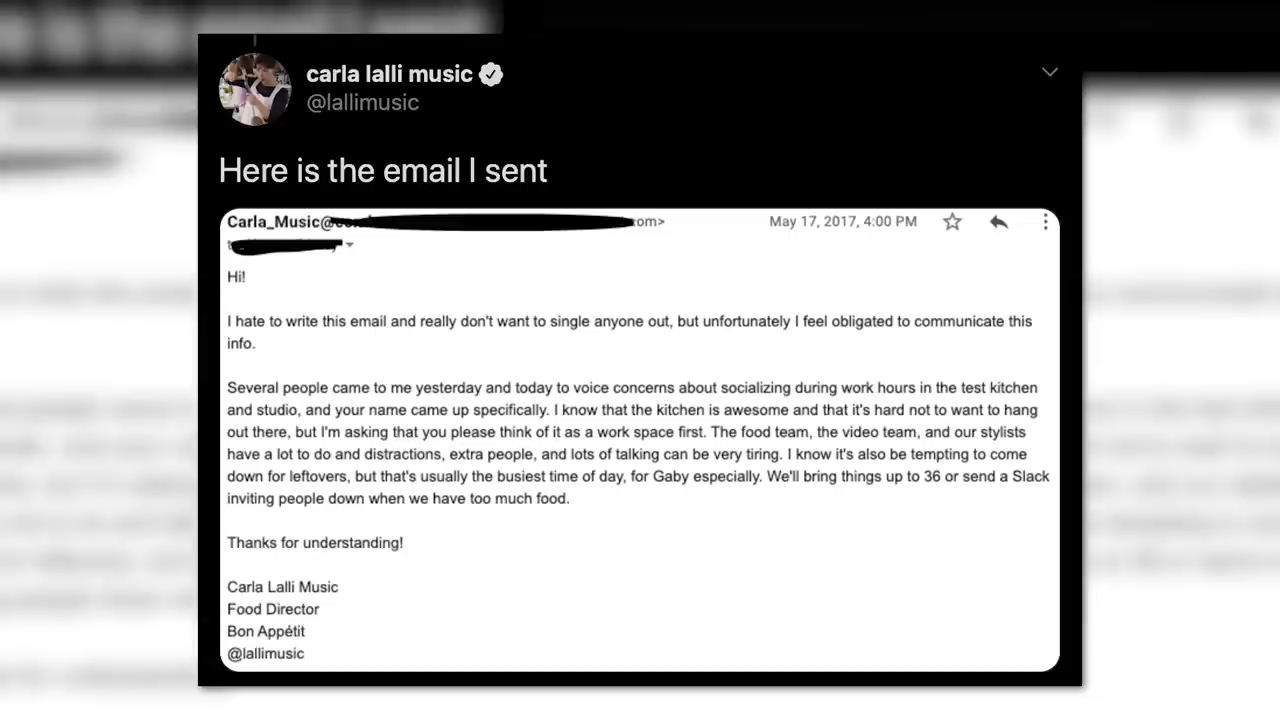 carla lalli music
@lallimusic
Here is the email I sent
Carla_Music@ om>
May 17, 2017, 4:00 PM
Hi!
I hate to write this email and really don't want to single anyone out, but unfortunately I feel obligated to communicate this
info.
Several people came to me yesterday and today to voice concerns about socializing during work hours in the test kitchen
and studio, and your name came up specifically. I know that the kitchen is awesome and that it's hard not to want to hang
out there, but I'm asking that you please think of it as a work space first. The food team, the video team, and our stylists
have a lot to do and distractions, extra people, and lots of talking can be very tiring. I know it's also be tempting to come
down for leftovers, but that's usually the busiest time of day, for Gaby especially. We'll bring things up to 36 or send a Slack
inviting people down when we have too much food.
Thanks for understanding!
Carla Lalli Music
Food Director
Bon Appétit
@lallimusic